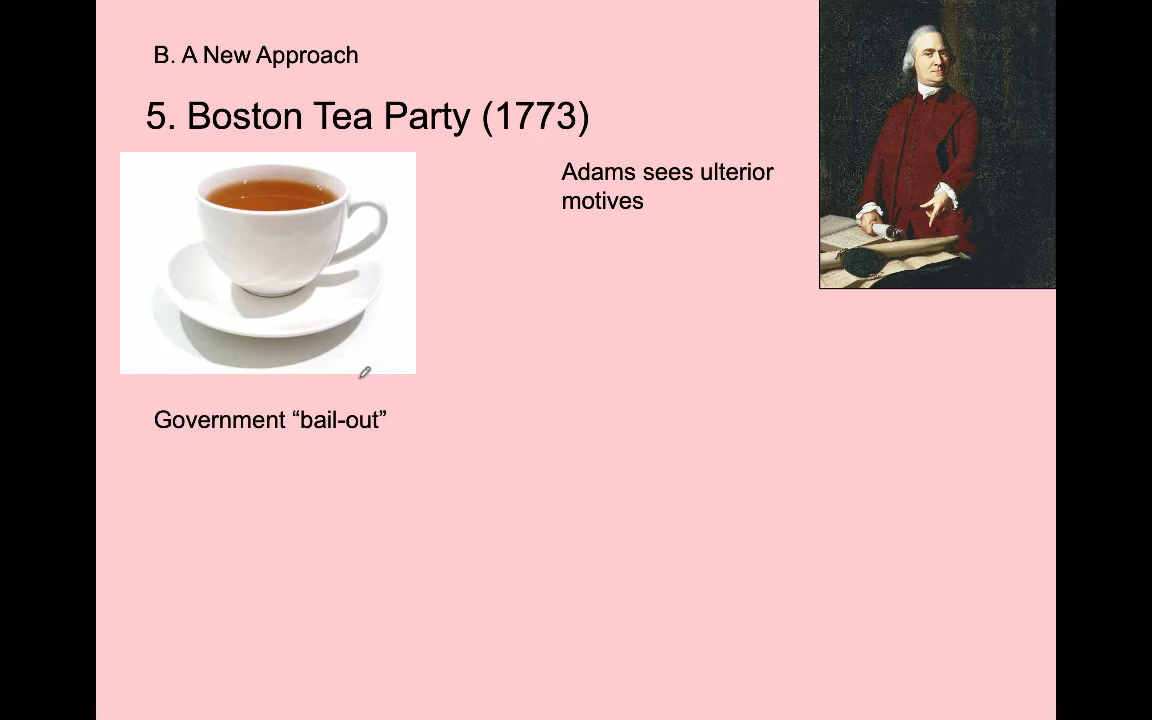 B. A New Approach
5. Boston Tea Party (1773)
Adams sees ulterior
motives
Government “bail-out”